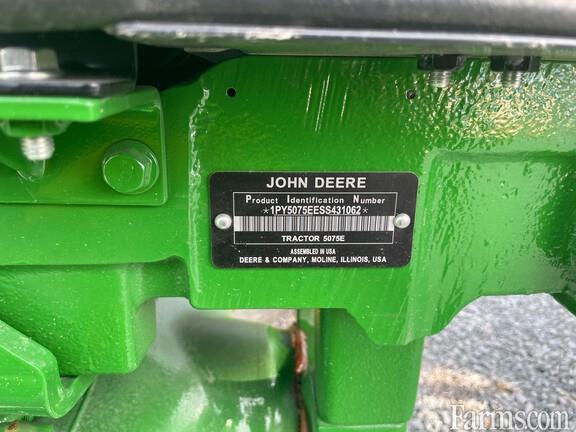 JOHN DEERE
Product Identification Number
*1PY5075EESS431062*
TRACTOR 5075E
ASSEMBLED IN USA
DEERE & COMPANY, MOLINE, ILLINOIS, USA
Farms.com